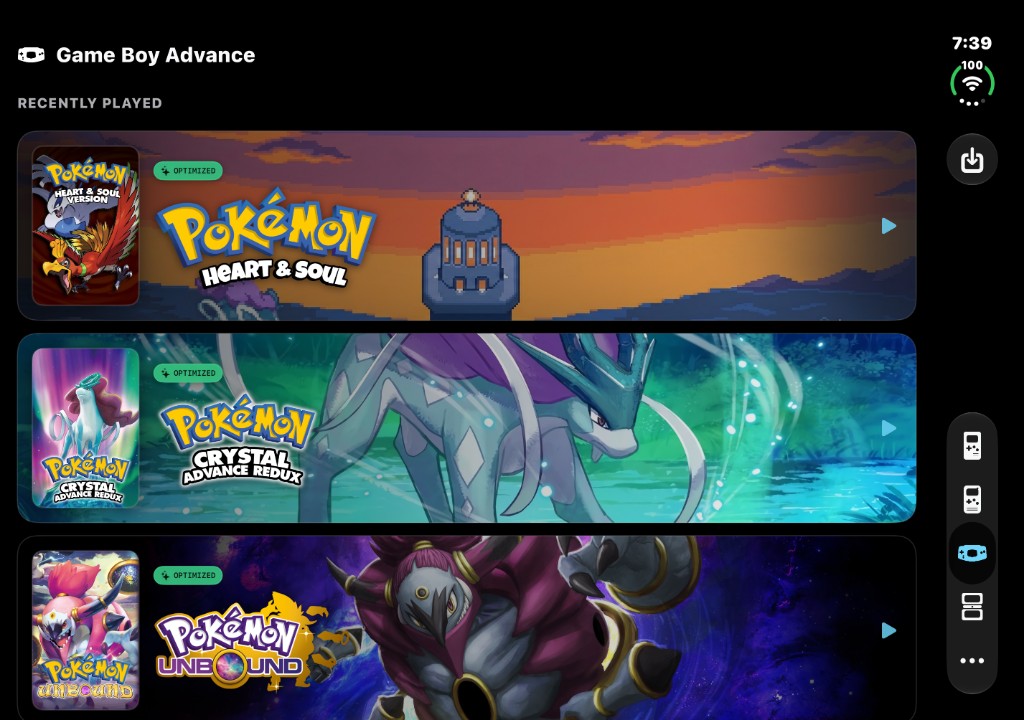 Game Boy Advance
7:39
100
RECENTLY PLAYED
POKéMON
HEART & SOUL
VERSION
OPTIMIZED
POKéMON
HEART & SOUL
POKéMON
CRYSTAL
ADVANCE REDUX
OPTIMIZED
POKéMON
CRYSTAL
ADVANCE REDUX
POKéMON
UNBOUND
OPTIMIZED
POKéMON
UNBOUND